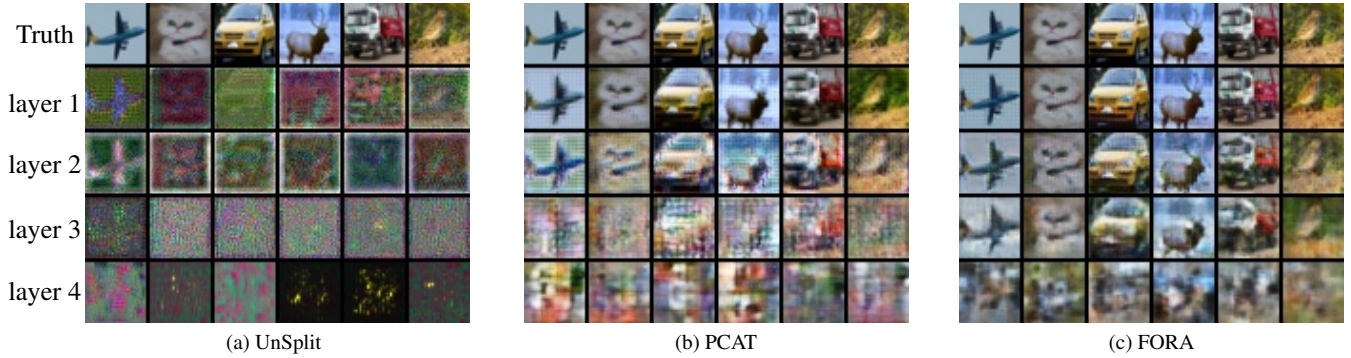 Truth
layer 1
layer 2
layer 3
layer 4
(a) UnSplit
(b) PCAT
(c) FORA